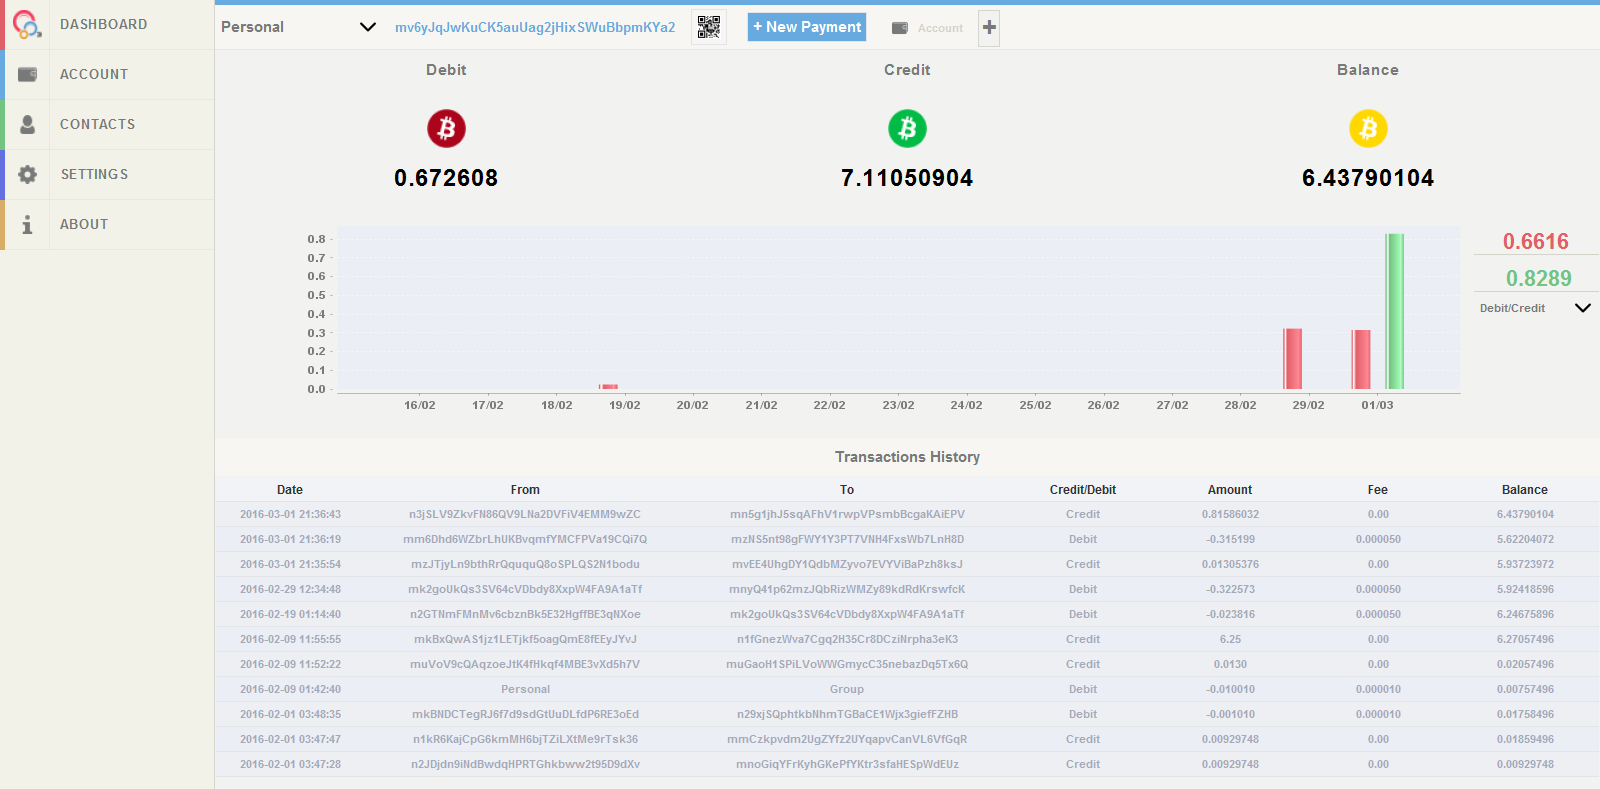 DASHBOARD
ACCOUNT
CONTACTS
SETTINGS
ABOUT
Personal mv6yJqJwKuCK5auUag2jHixSWuBbpmKYa2 + New Payment Account +
Debit Credit Balance
0.672608 7.11050904 6.43790104
0.8
0.7
0.6
0.5
0.4
0.3
0.2
0.1
0.0
16/02 17/02 18/02 19/02 20/02 21/02 22/02 23/02 24/02 25/02 26/02 27/02 28/02 29/02 01/03
0.6616
0.8289
Debit/Credit
Transactions History
Date From To Credit/Debit Amount Fee Balance
2016-03-01 21:36:43 n3jSLV9ZkvFN86QV9LNa2DVFiV4EMM9wZC mn5g1jhJ5sqAFhV1rwpVPsmbBcgaKAiEPV Credit 0.81586032 0.00 6.43790104
2016-03-01 21:36:19 mm6Dhd6WZbrLhUKBvqmfYMCFPVa19CQi7Q mzNS5nt98gFWY1Y3PT7VNH4FxsWb7LnH8D Debit -0.315199 0.000050 5.62204072
2016-03-01 21:35:54 mzJTjyLn9bthRrQququQ8oSPLQS2N1bodu mvEE4UhgDY1QdbMZyvo7EVYViBaPzh8ksJ Credit 0.01305376 0.00 5.93723972
2016-02-29 12:34:48 mk2goUkQs3SV64cVDbdy8XxpW4FA9A1aTf mnyQ41p62mzJQbRizWMZy89kdRdKrswfcK Debit -0.322573 0.000050 5.92418596
2016-02-19 01:14:40 n2GTNmFMnMv6cbznBk5E32HgffBE3qNXoe mk2goUkQs3SV64cVDbdy8XxpW4FA9A1aTf Debit -0.023816 0.000050 6.24675896
2016-02-09 11:55:55 mkBxQwAS1jz1LETjkf5oagQmE8fEEyJYvJ n1fGnezWva7Cgq2H35Cr8DCziNrpha3eK3 Credit 6.25 0.00 6.27057496
2016-02-09 11:52:22 muVoV9cQAqzoeJtK4fHkqf4MBE3vXd5h7V muGaoH1SPiLVoWWGmycC35nebazDq5Tx6Q Credit 0.0130 0.00 0.02057496
2016-02-09 01:42:40 Personal Group Debit -0.010010 0.000010 0.00757496
2016-02-01 03:48:35 mkBNDCTegRJ6f7d9sdGtUuDLfdP6RE3oEd n29xjSQphtkbNhmTGBaCE1Wjx3giefFZHB Debit -0.001010 0.000010 0.01758496
2016-02-01 03:47:47 n1kR6KajCpG6kmMH6bjTZiLXtMe9rTsk36 mmCzkpvdm2UgZYfz2UYqapvCanVL6VfGqR Credit 0.00929748 0.00 0.01859496
2016-02-01 03:47:28 n2JDjdn9iNdBwdqHPRTGhkbww2t95D9dXv mnoGiqYFrKyhGKePfYKtr3sfaHESpWdEUz Credit 0.00929748 0.00 0.00929748